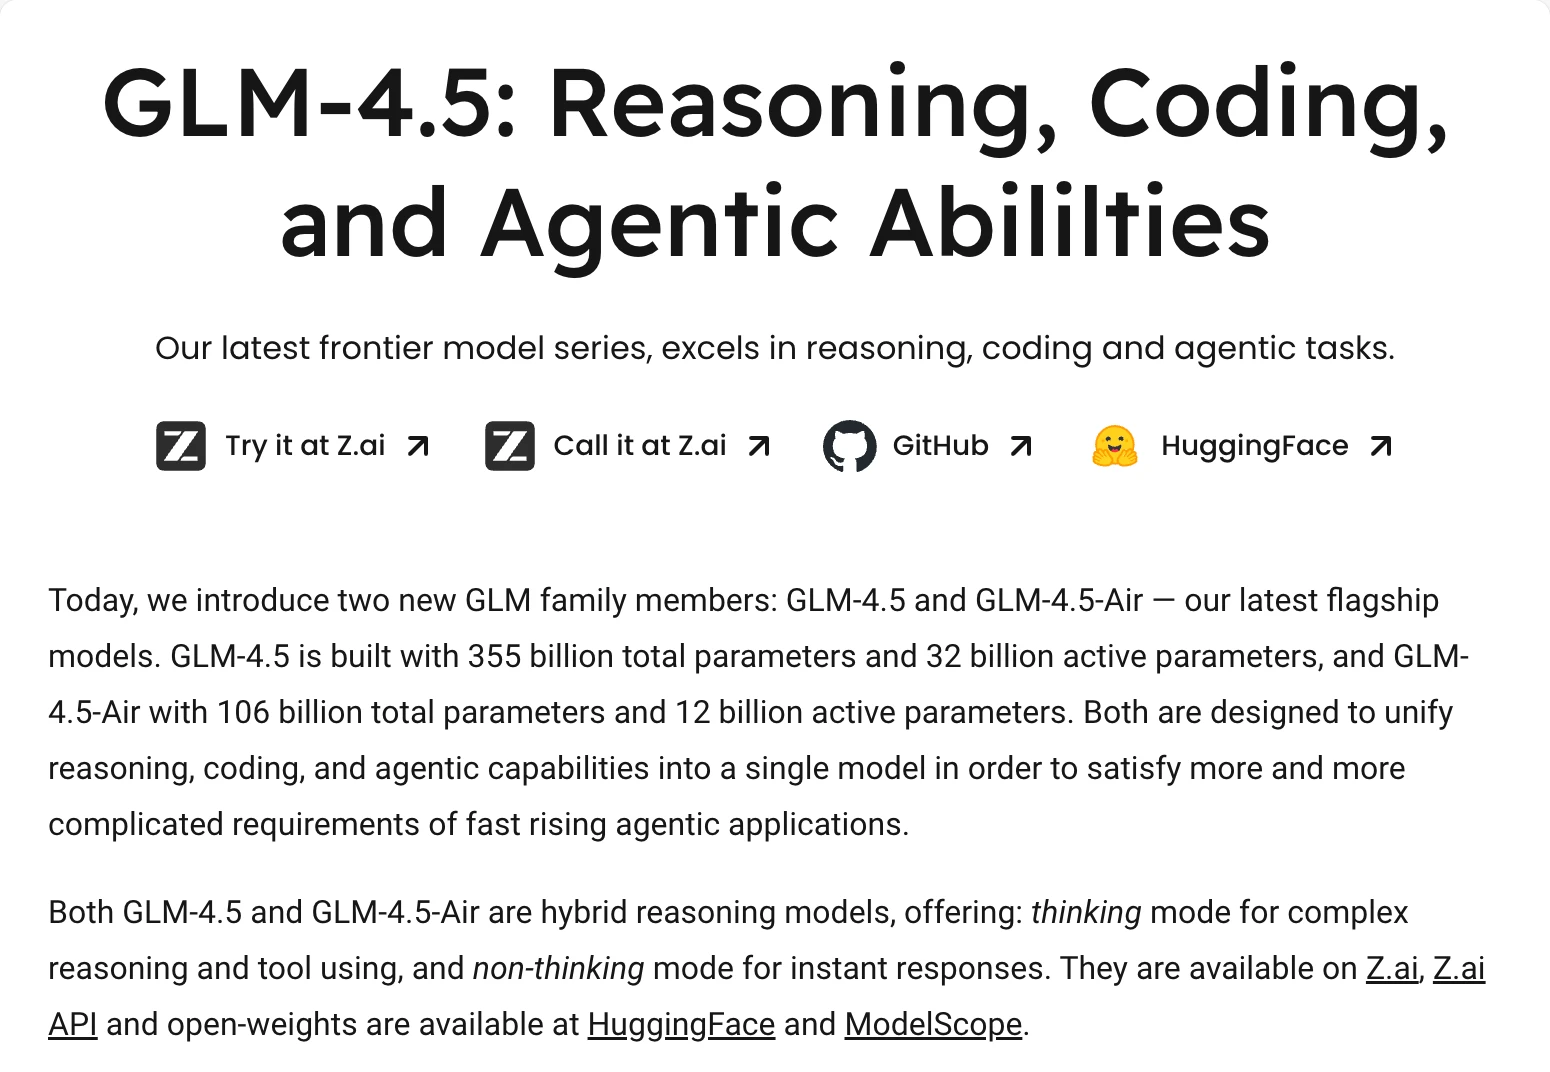 GLM-4.5: Reasoning, Coding,
and Agentic Abililties
Our latest frontier model series, excels in reasoning, coding and agentic tasks.
Try it at Z.ai Call it at Z.ai GitHub HuggingFace
Today, we introduce two new GLM family members: GLM-4.5 and GLM-4.5-Air — our latest flagship
models. GLM-4.5 is built with 355 billion total parameters and 32 billion active parameters, and GLM-
4.5-Air with 106 billion total parameters and 12 billion active parameters. Both are designed to unify
reasoning, coding, and agentic capabilities into a single model in order to satisfy more and more
complicated requirements of fast rising agentic applications.
Both GLM-4.5 and GLM-4.5-Air are hybrid reasoning models, offering: thinking mode for complex
reasoning and tool using, and non-thinking mode for instant responses. They are available on Z.ai, Z.ai
API and open-weights are available at HuggingFace and ModelScope.